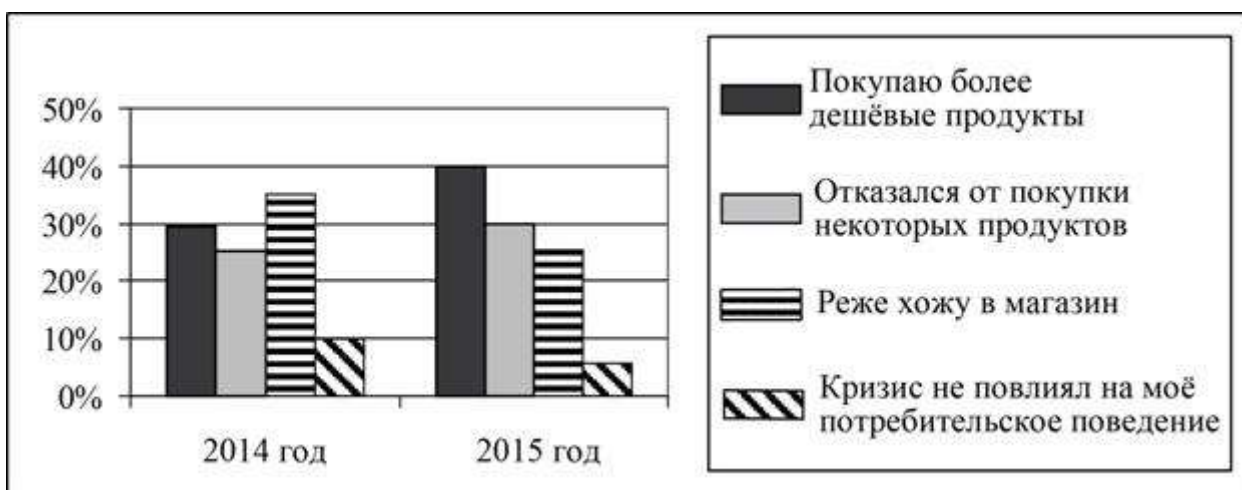 50%
40%
30%
20%
10%
0%
2014 год
2015 год
Покупаю более
дешёвые продукты
Отказался от покупки
некоторых продуктов
Реже хожу в магазин
Кризис не повлиял на моё
потребительское поведение